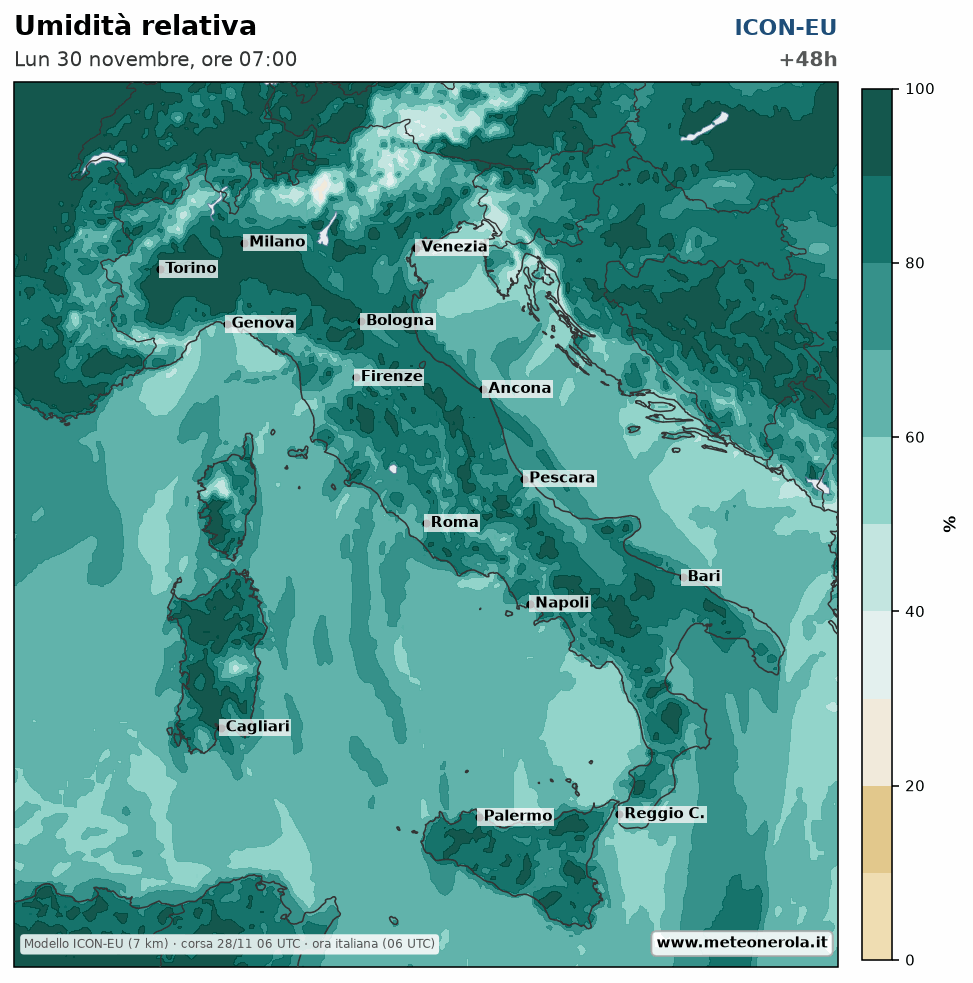 Umidità relativa
ICON-EU
Lun 30 novembre, ore 07:00
+48h
100
80
60
40
20
0
%
Milano
Venezia
Torino
Genova
Bologna
Firenze
Ancona
Pescara
Roma
Bari
Napoli
Cagliari
Palermo
Reggio C.
Modello ICON-EU (7 km) · corsa 28/11 06 UTC · ora italiana (06 UTC)
www.meteonerola.it